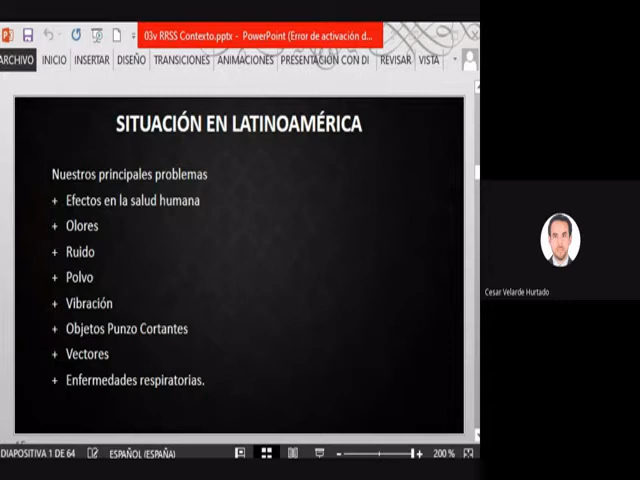 03v RRSS Conterto.pptx - PowerPoint (Error de activación d...
ARCHIVO INICIO INSERTAR DISEÑO TRANSICIONES ANIMACIONES PRESENTACIÓN CON DI REVISAR VISTA
SITUACIÓN EN LATINOAMÉRICA
Nuestros principales problemas
+ Efectos en la salud humana
+ Olores
+ Ruido
+ Polvo
+ Vibración
+ Objetos Punzo Cortantes
+ Vectores
+ Enfermedades respiratorias.
Cesar Velarde Hurtado
DIAPOSITIVA 1 DE 64 ESPAÑOL (ESPAÑA) 200 %